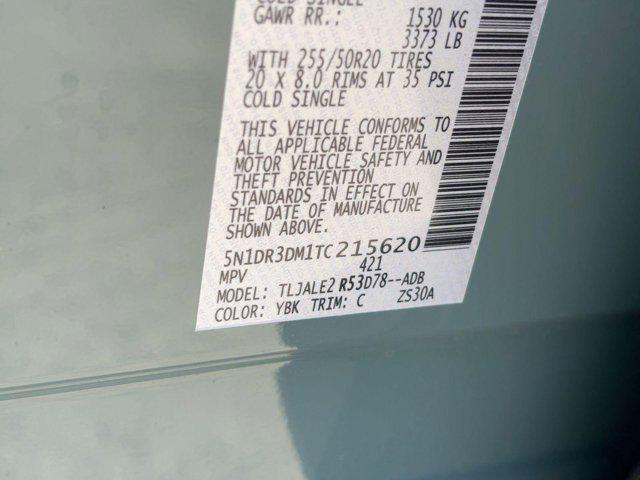 COLD SINGLE
GAWR RR.: 1530 KG
3373 LB
WITH 255/50R20 TIRES
20 X 8.0 RIMS AT 35 PSI
COLD SINGLE
THIS VEHICLE CONFORMS TO
ALL APPLICABLE FEDERAL
MOTOR VEHICLE SAFETY AND
THEFT PREVENTION
STANDARDS IN EFFECT ON
THE DATE OF MANUFACTURE
SHOWN ABOVE.
5N1DR3DM1TC215620
MPV 421
MODEL: TLJALE2 R53D78--ADB
COLOR: YBK TRIM: C ZS30A